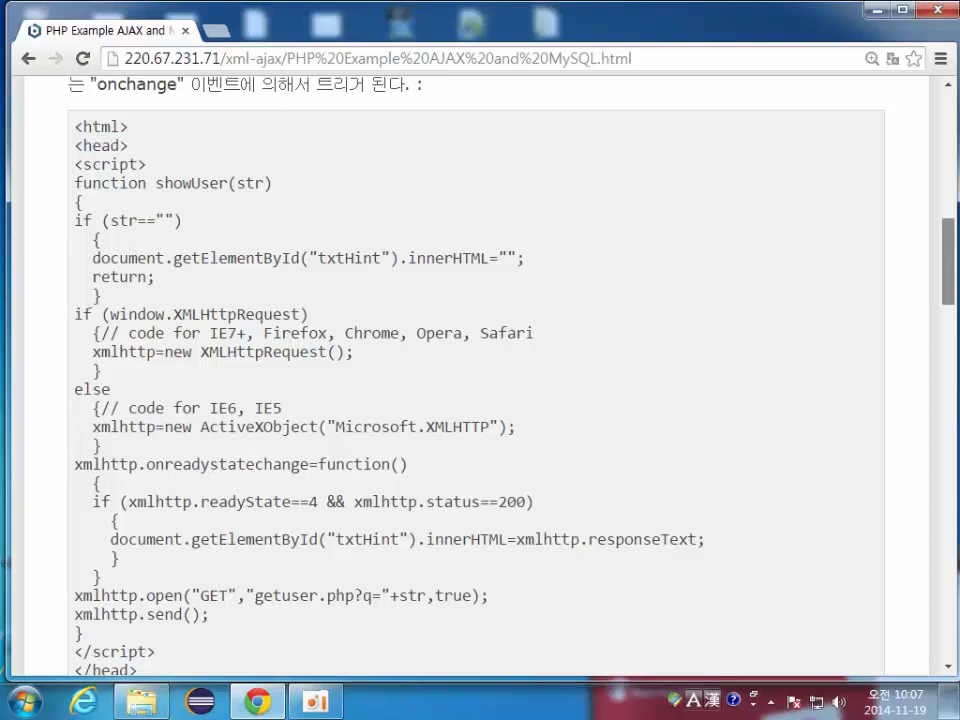 PHP Example AJAX and
220.67.231.71/xml-ajax/PHP%20Example%20AJAX%20and%20MySQL.html
는 "onchange" 이벤트에 의해서 트리거 된다. :
<html>
<head>
<script>
function showUser(str)
{
if (str=="")
{
document.getElementById("txtHint").innerHTML="";
return;
}
if (window.XMLHttpRequest)
{// code for IE7+, Firefox, Chrome, Opera, Safari
xmlhttp=new XMLHttpRequest();
}
else
{// code for IE6, IE5
xmlhttp=new ActiveXObject("Microsoft.XMLHTTP");
}
xmlhttp.onreadystatechange=function()
{
if (xmlhttp.readyState==4 && xmlhttp.status==200)
{
document.getElementById("txtHint").innerHTML=xmlhttp.responseText;
}
}
xmlhttp.open("GET","getuser.php?q="+str,true);
xmlhttp.send();
}
</script>
</head>
A 漢
오전 10:07
2014-11-19